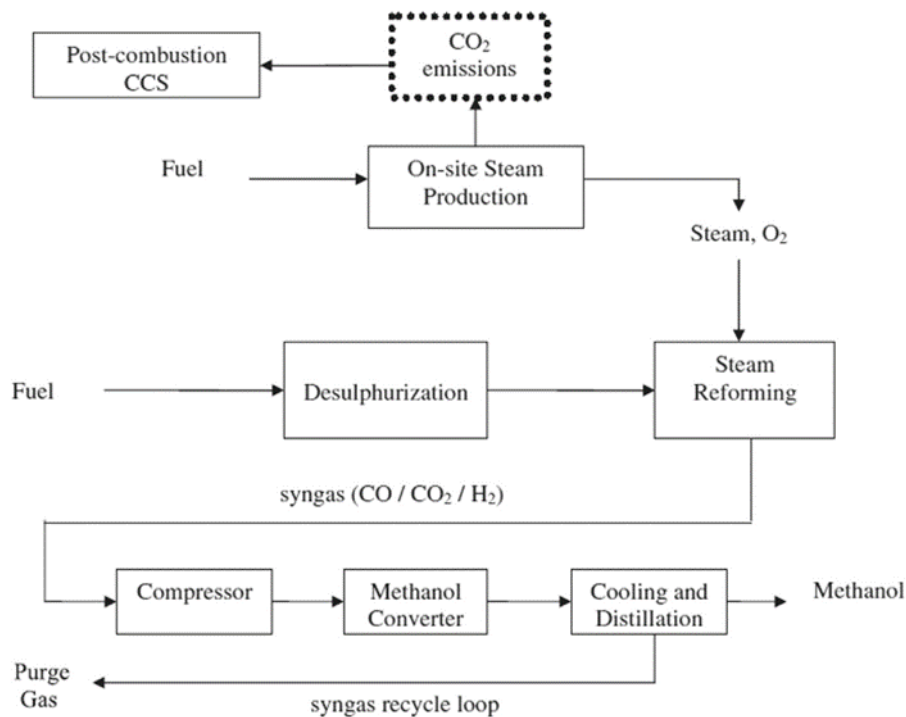 Post-combustion
CCS
CO₂
emissions
Fuel
On-site Steam
Production
Steam, O₂
Fuel
Desulphurization
Steam
Reforming
syngas (CO / CO₂ / H₂)
Compressor
Methanol
Converter
Cooling and
Distillation
Methanol
Purge
Gas
syngas recycle loop